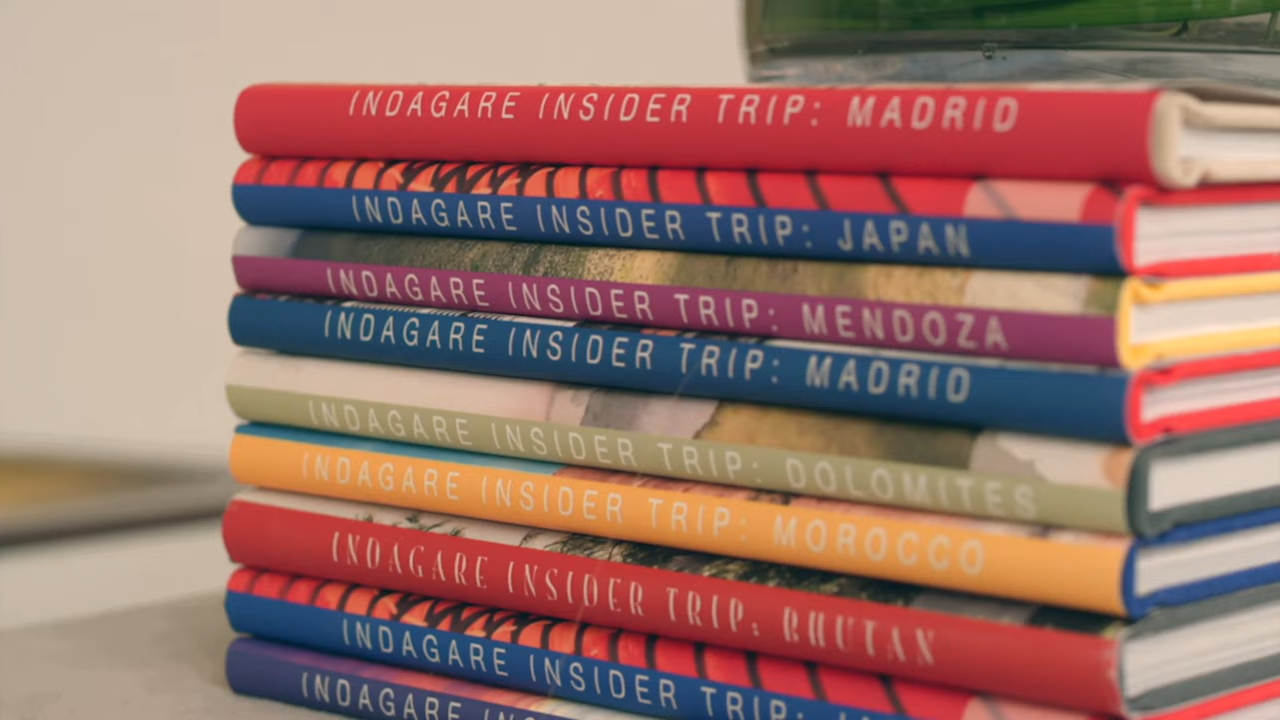 INDAGARE INSIDER TRIP: MADRID
INDAGARE INSIDER TRIP: JAPAN
INDAGARE INSIDER TRIP: MENDOZA
INDAGARE INSIDER TRIP: MADRID
INDAGARE INSIDER TRIP: DOLOMITES
INDAGARE INSIDER TRIP: MOROCCO
INDAGARE INSIDER TRIP: BHUTAN
INDAGARE INSIDER TRIP:
INDAGARE